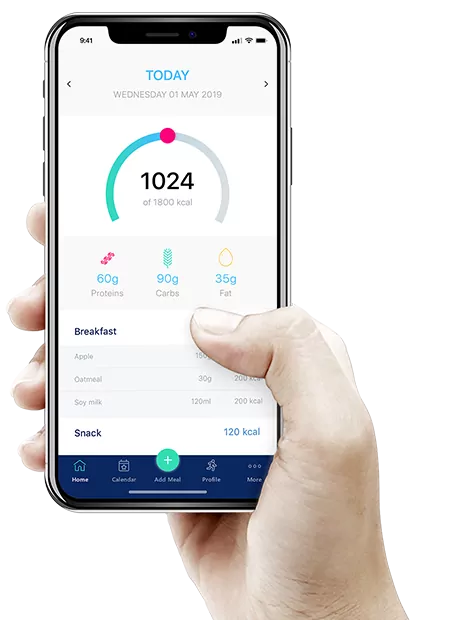 9:41
TODAY
WEDNESDAY 01 MAY 2019
1024
of 1800 kcal
60g 90g 35g
Proteins Carbs Fat
Breakfast
Apple 150
Oatmeal 30g 200 kcal
Soy milk 120ml 200 kcal
Snack 120 kcal
Home Calendar Add Meal Profile More